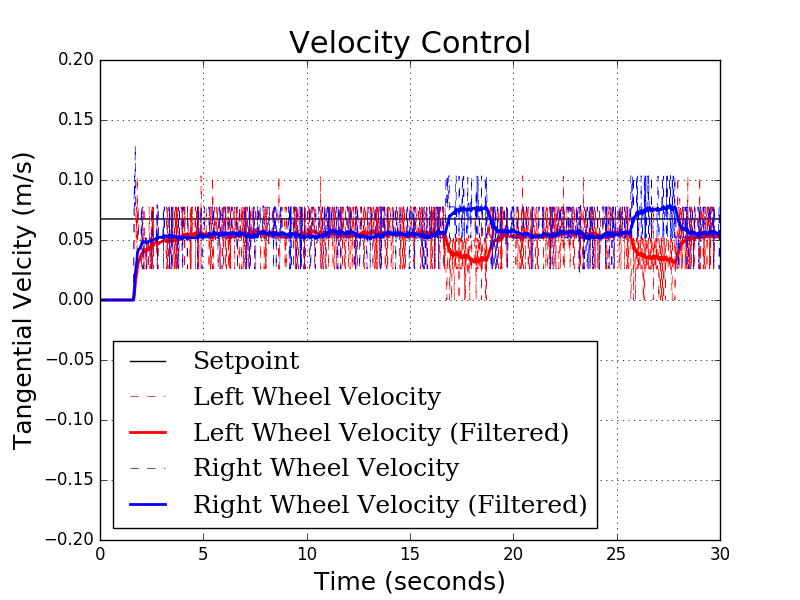 Velocity Control
Tangential Velcity (m/s)
0.20
0.15
0.10
0.05
0.00
−0.05
−0.10
−0.15
−0.20
Setpoint
Left Wheel Velocity
Left Wheel Velocity (Filtered)
Right Wheel Velocity
Right Wheel Velocity (Filtered)
0 5 10 15 20 25 30
Time (seconds)